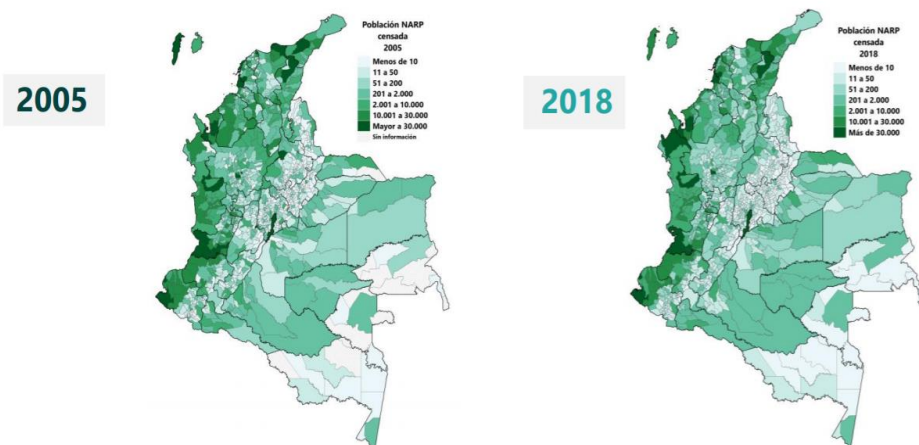 2005
Población NARP
censada
2005
Menos de 10
11 a 50
51 a 200
201 a 2.000
2.001 a 10.000
10.001 a 30.000
Mayor a 30.000
Sin información
2018
Población NARP
censada
2018
Menos de 10
11 a 50
51 a 200
201 a 2.000
2.001 a 10.000
10.001 a 30.000
Más de 30.000